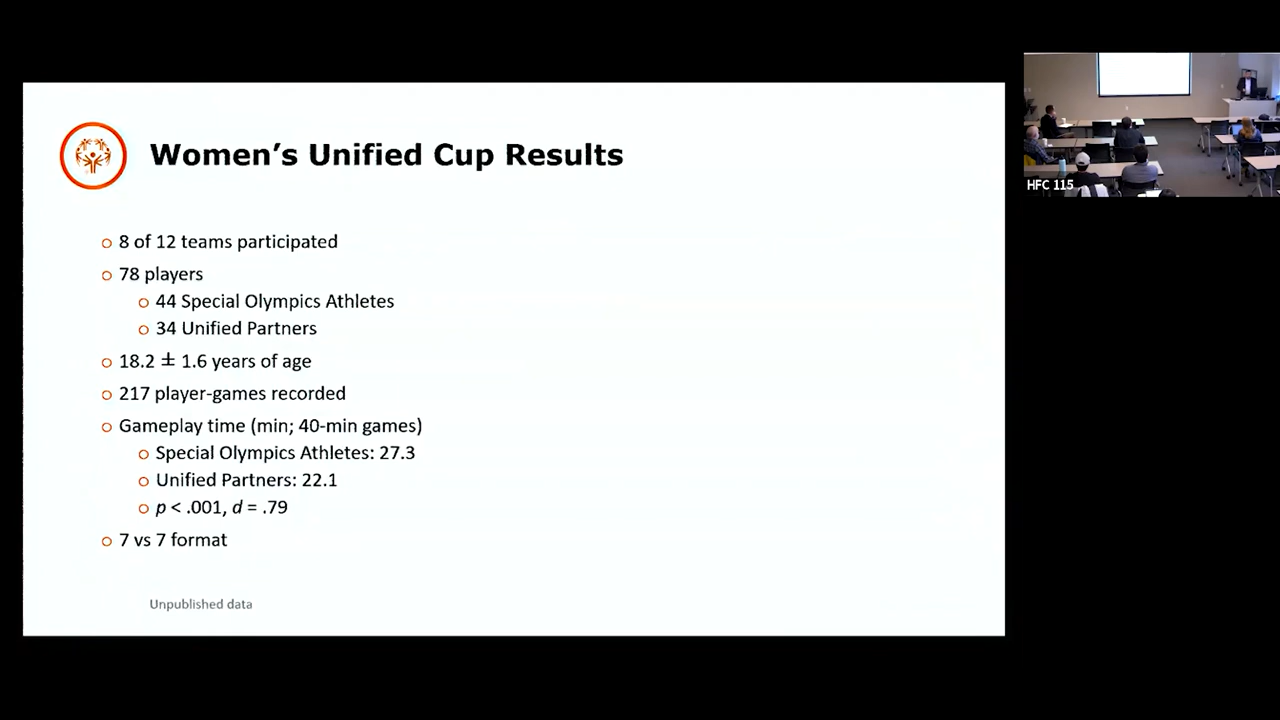 Women's Unified Cup Results
8 of 12 teams participated
78 players
44 Special Olympics Athletes
34 Unified Partners
18.2 ± 1.6 years of age
217 player-games recorded
Gameplay time (min; 40-min games)
Special Olympics Athletes: 27.3
Unified Partners: 22.1
p < .001, d = .79
7 vs 7 format
Unpublished data
HFC 115